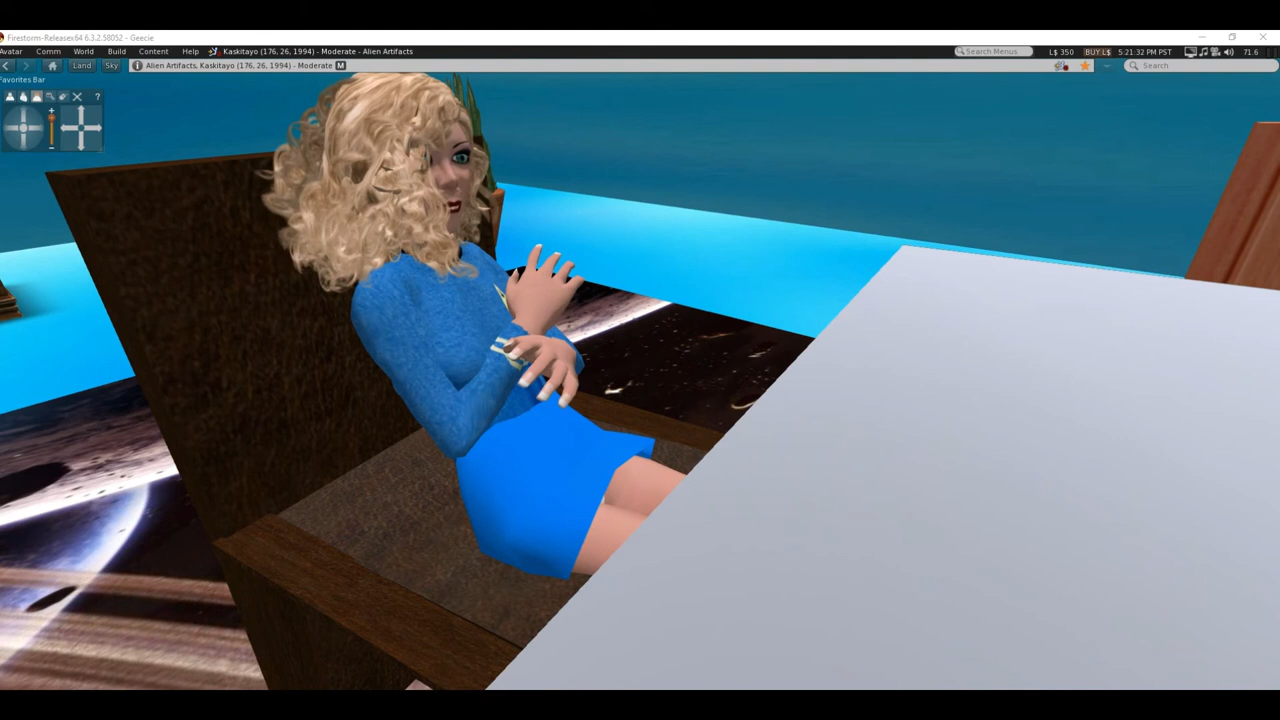 Firestorm-Releasex64 6.3.2.58052 - Geecie
Avatar Comm World Build Content Help Kaskitayo (176, 26, 1994) - Moderate - Alien Artifacts Search Menus L$ 350 BUY L$ 5:21:32 PM PST 71.6
Land Sky Alien Artifacts, Kaskitayo (176, 26, 1994) - Moderate M Search
Favorites Bar
?